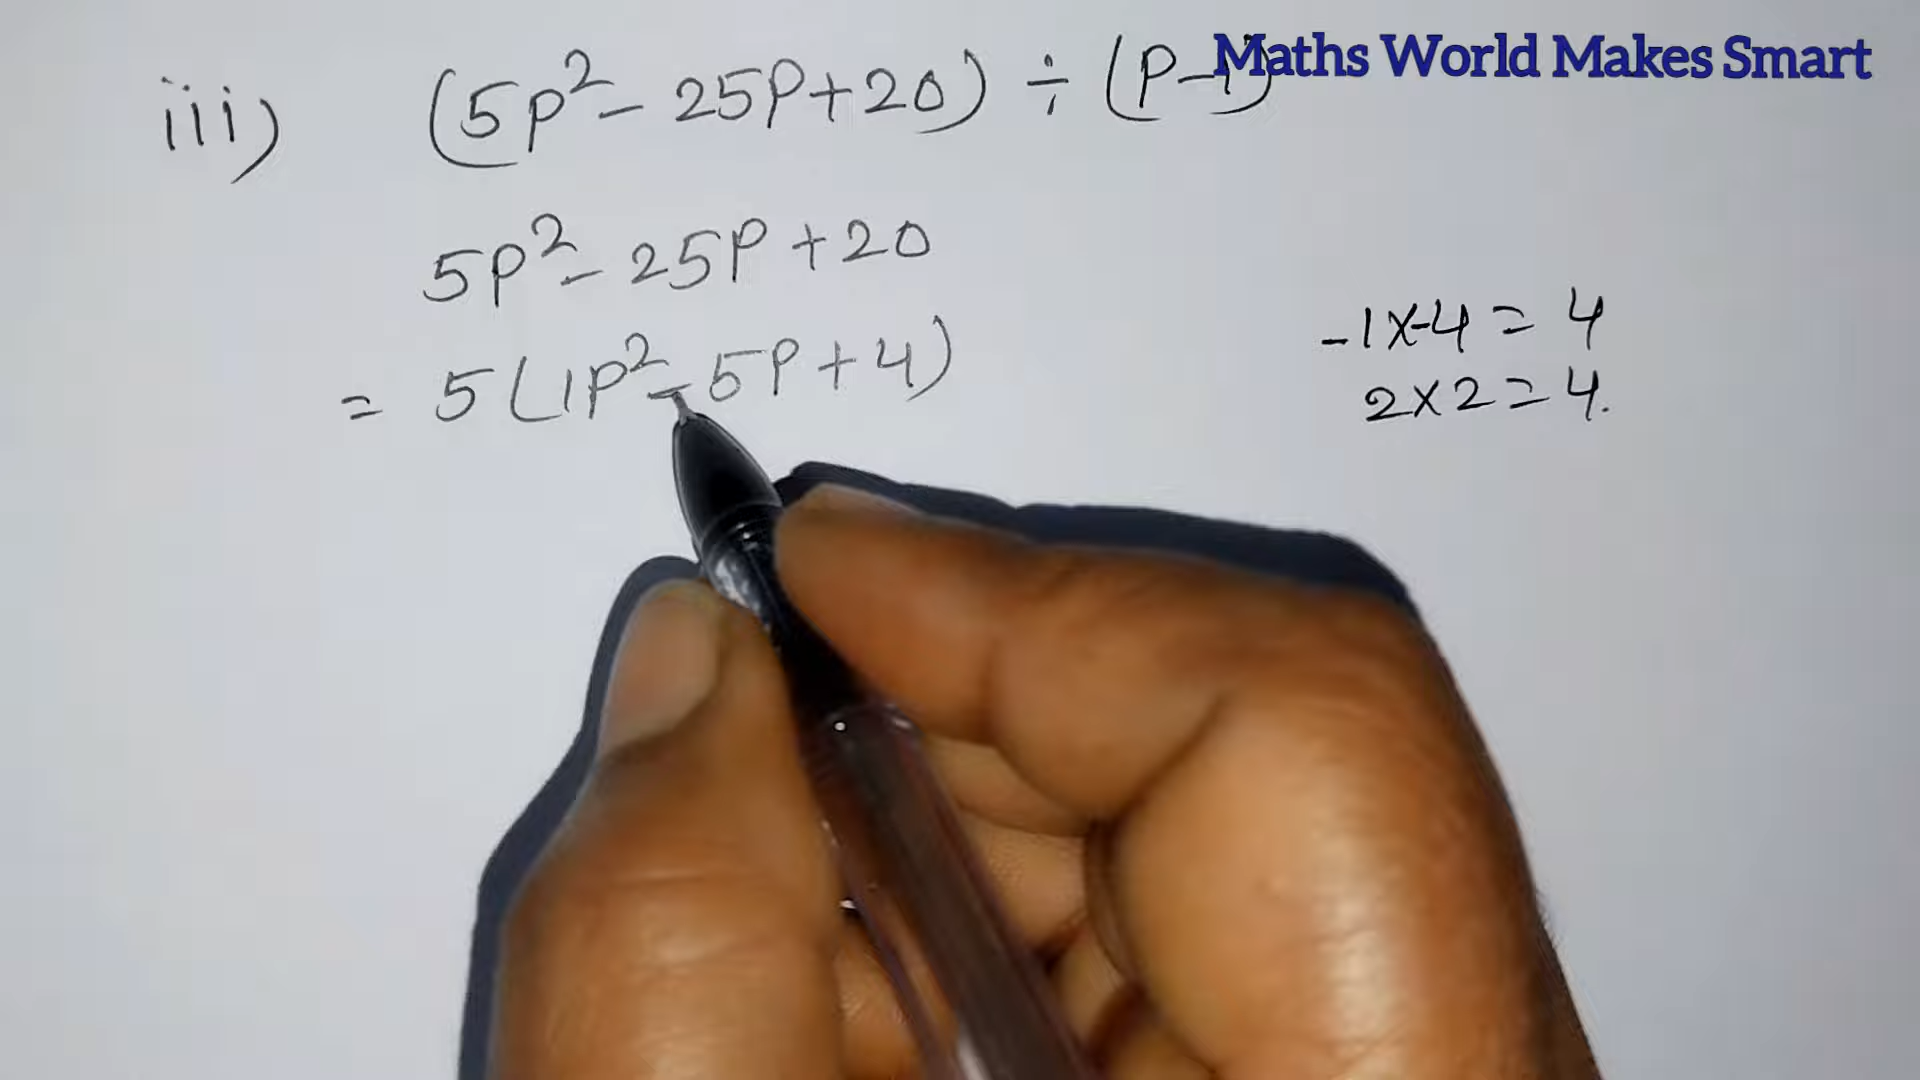 Maths World Makes Smart
iii) (5p² - 25p + 20) ÷ (p - 1)
5p² - 25p + 20
= 5(1p² - 5p + 4)
-1 x -4 = 4
2 x 2 = 4.